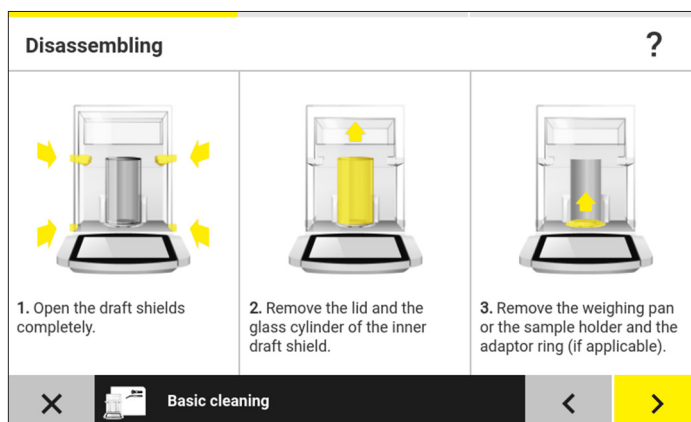 Disassembling
?
1. Open the draft shields
completely.
2. Remove the lid and the
glass cylinder of the inner
draft shield.
3. Remove the weighing pan
or the sample holder and the
adaptor ring (if applicable).
Basic cleaning